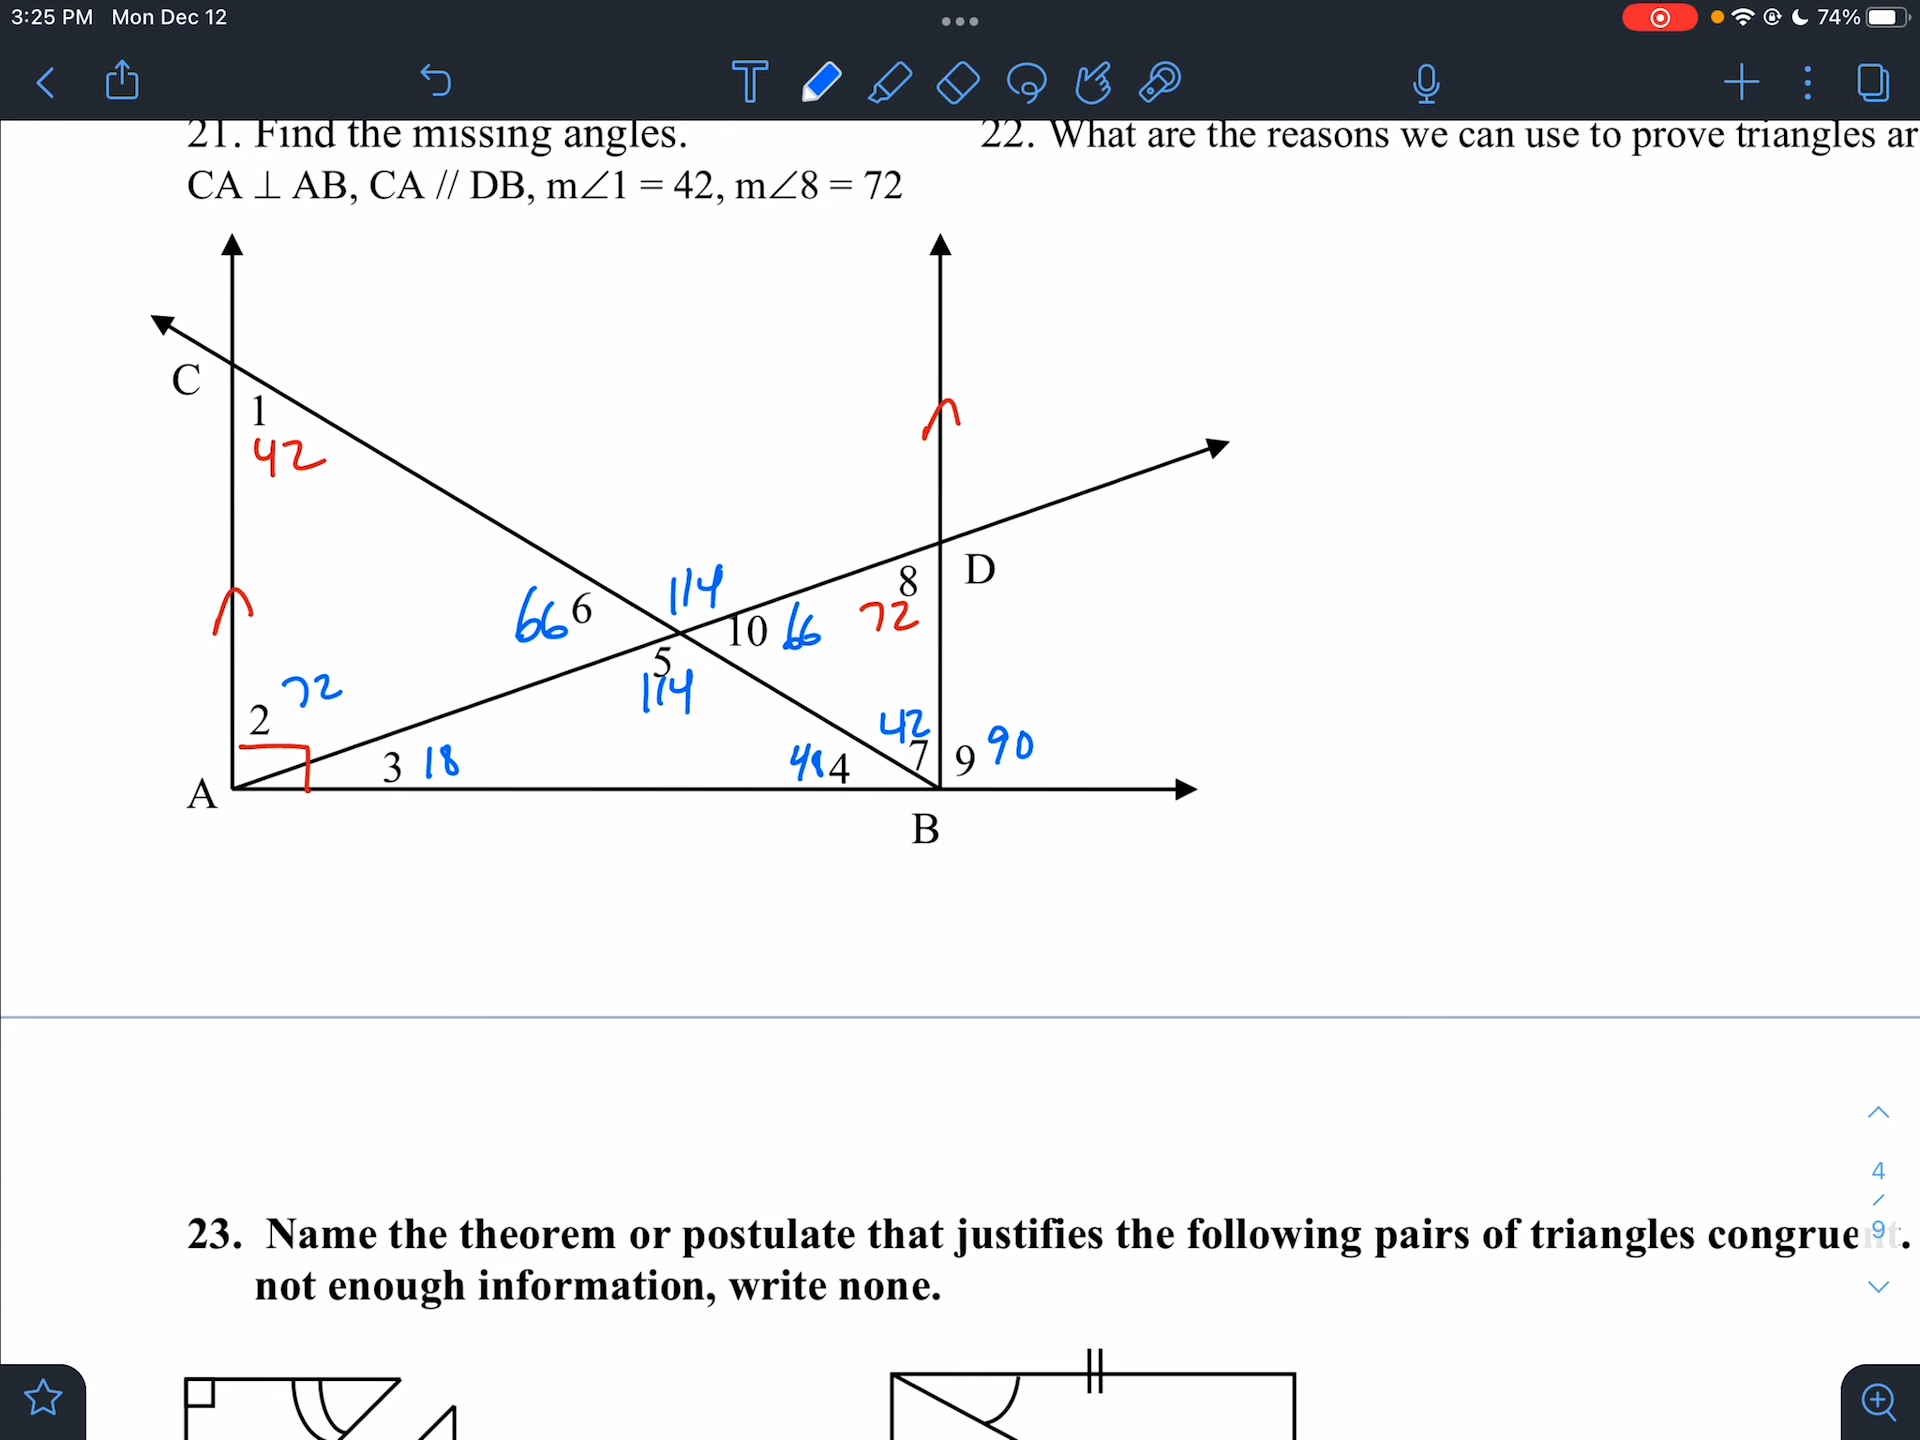 3:25 PM Mon Dec 12
74%
21. Find the missing angles.
CA ⊥ AB, CA // DB, m∠1 = 42, m∠8 = 72
22. What are the reasons we can use to prove triangles ar
C
1
42
D
8
72
114
66 6
10 66
5
114
72
2
42
A
3 18
48 4
7
9 90
B
4
/
9
23. Name the theorem or postulate that justifies the following pairs of triangles congruent.
not enough information, write none.